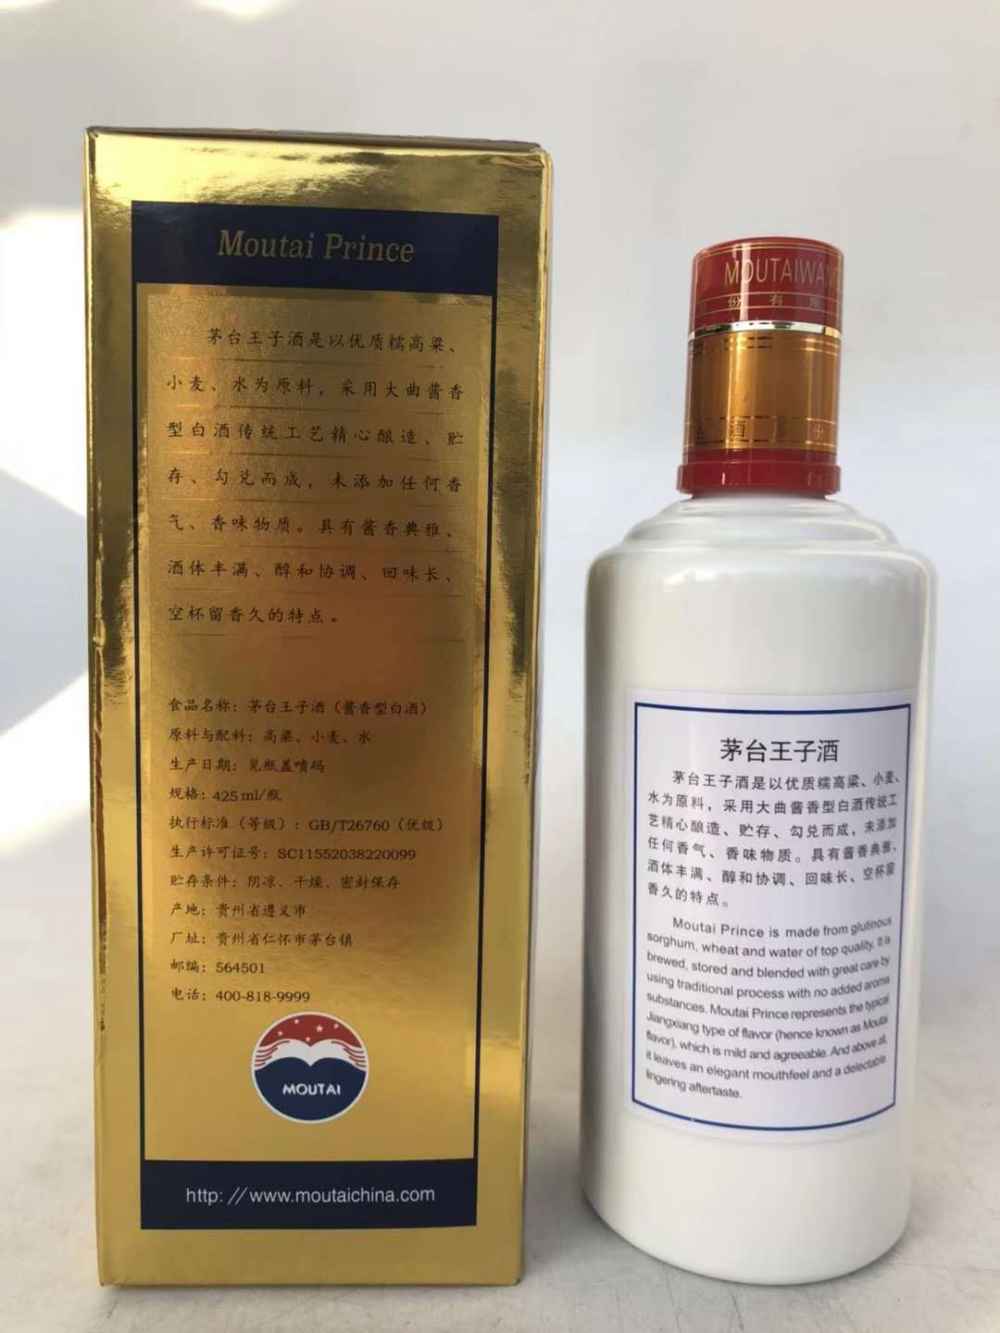 Moutai Prince
茅台王子酒是以优质糯高粱、
小麦、水为原料，采用大曲酱香
型白酒传统工艺精心酿造、贮
存、勾兑而成，未添加任何香
气、香味物质。具有酱香典雅、
酒体丰满、醇和协调、回味长、
空杯留香久的特点。
食品名称：茅台王子酒（酱香型白酒）
原料与配料：高粱、小麦、水
生产日期：见瓶盖喷码
规格：425ml/瓶
执行标准（等级）：GB/T26760（优级）
生产许可证号：SC11552038220099
贮存条件：阴凉、干燥、密封保存
产地：贵州省遵义市
厂址：贵州省仁怀市茅台镇
邮编：564501
电话：400-818-9999
MOUTAI
http://www.moutaichina.com
MOUTAIWAN
份有
茅台王子酒
茅台王子酒是以优质糯高粱、小麦、
水为原料，采用大曲酱香型白酒传统工
艺精心酿造、贮存、勾兑而成，未添加
任何香气、香味物质。具有酱香典雅、
酒体丰满、醇和协调、回味长、空杯留
香久的特点。
Moutai Prince is made from glutinous
sorghum, wheat and water of top quality. It is
brewed, stored and blended with great care by
using traditional process with no added aroma
substances. Moutai Prince represents the typical
Jiangxiang type of flavor (hence known as Moutai
flavor), which is mild and agreeable. And above all,
it leaves an elegant mouthfeel and a delectable
lingering aftertaste.